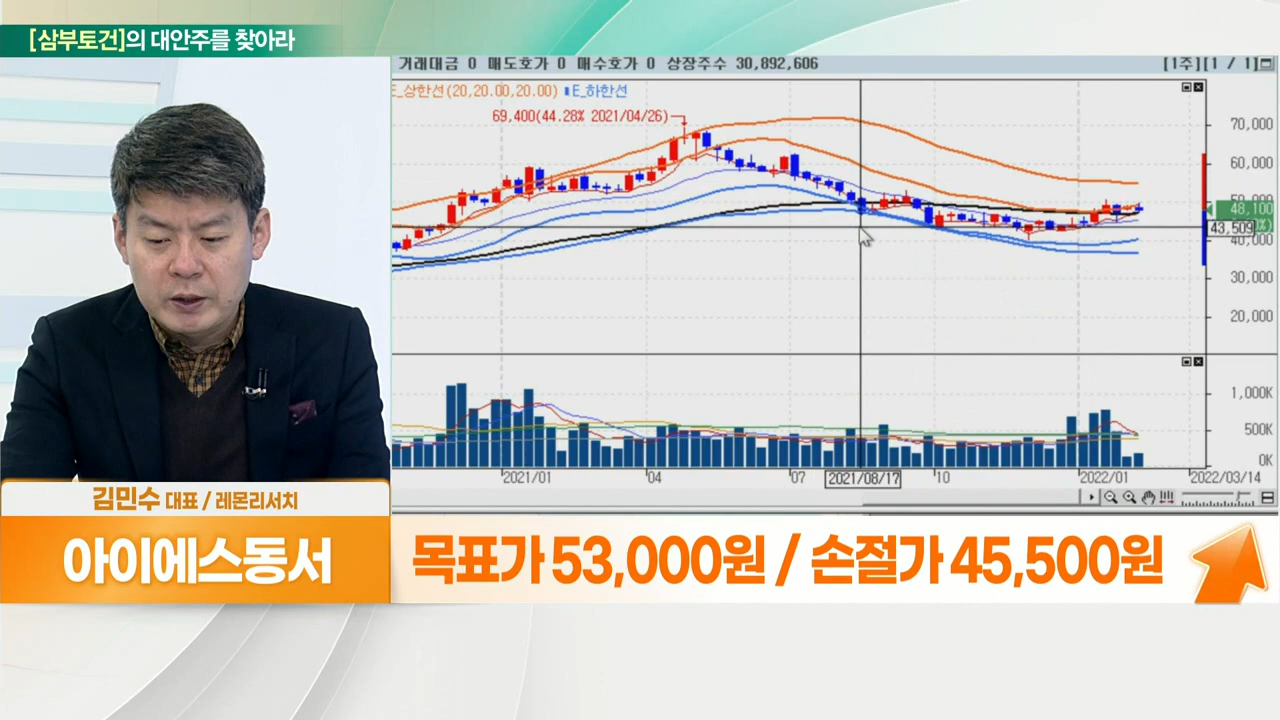 [삼부토건]의 대안주를 찾아라
거래대금 0 매도호가 0 매수호가 0 상장주수 30,892,606 [1주][1 / 1]
E_상한선(20,20.00,20.00) E_하한선
69,400(44.28% 2021/04/26)
70,000
60,000
50,000
48,100
43,509
40,000
30,000
20,000
1,000K
500K
0K
2021/01 04 07 2021/08/17 10 2022/01 2022/03/14
김민수 대표 / 레몬리서치
아이에스동서
목표가 53,000원 / 손절가 45,500원